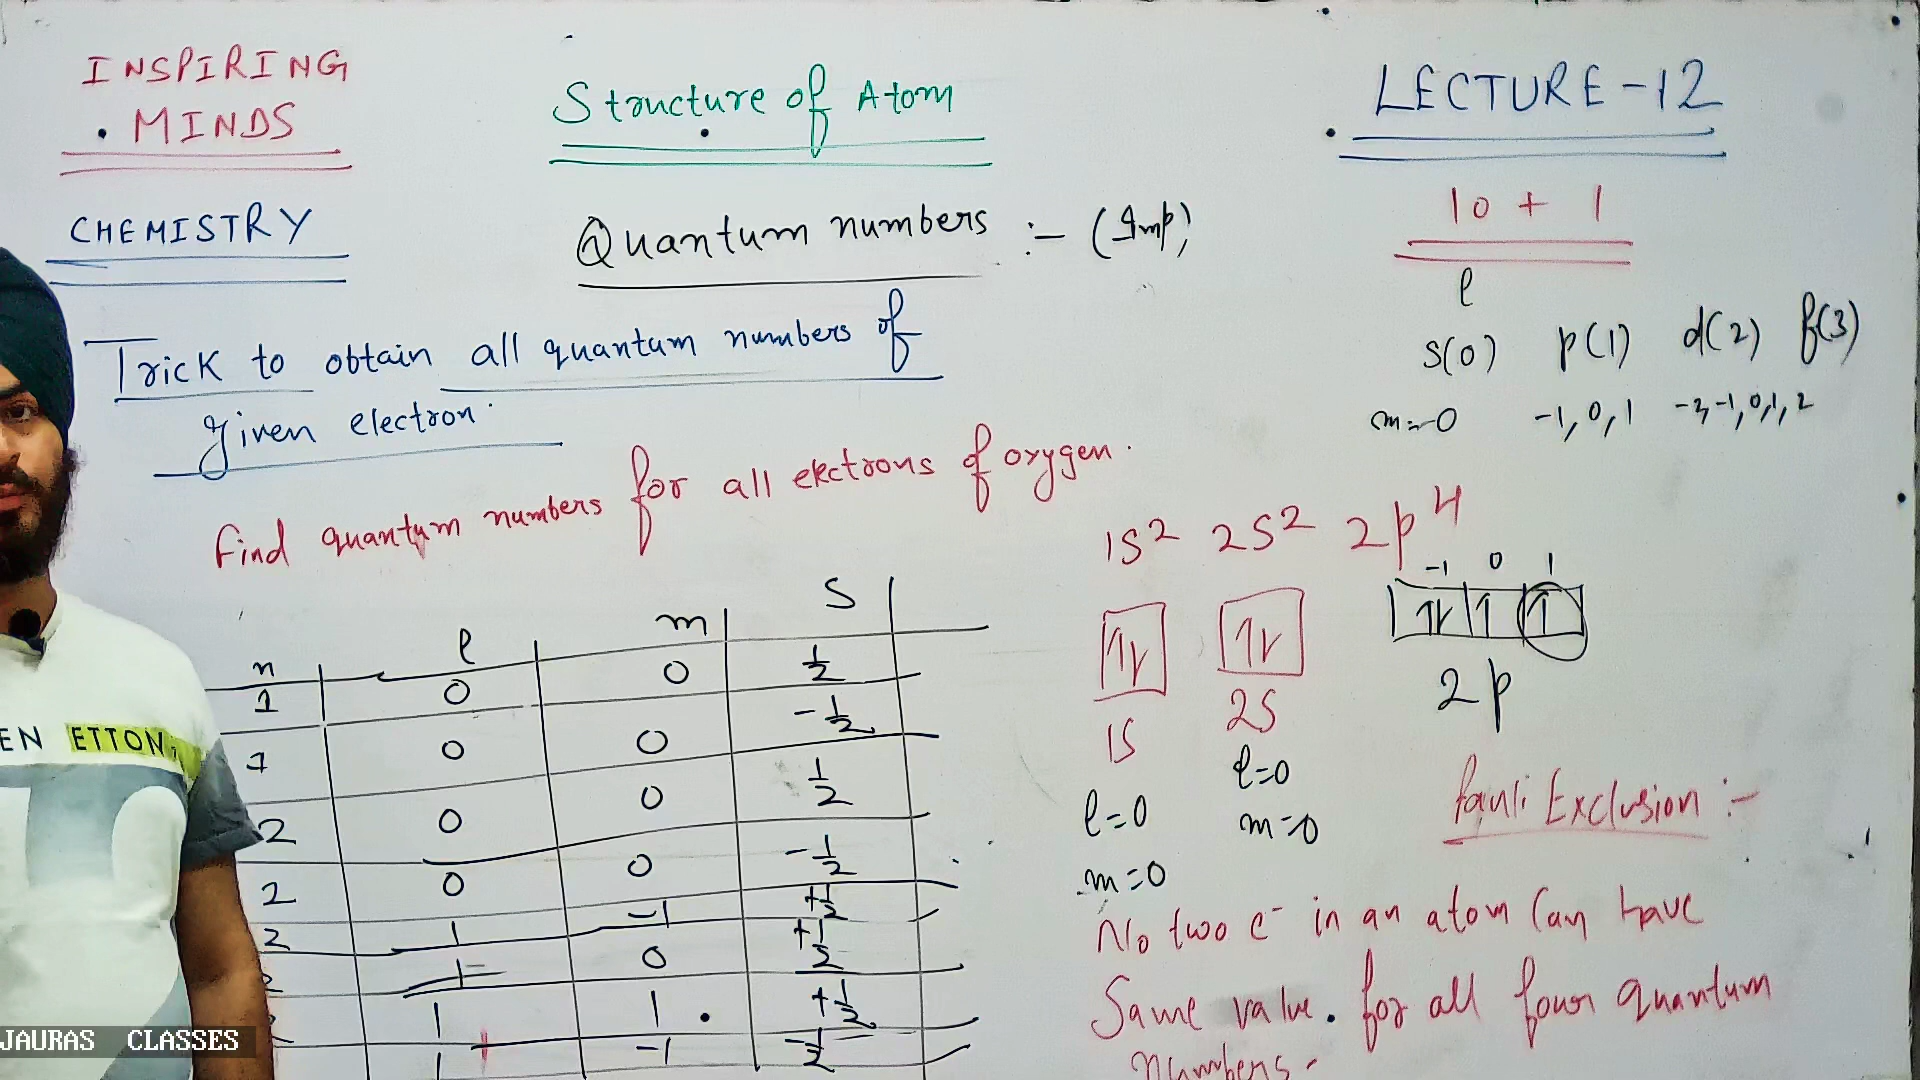 INSPIRING
MINDS
CHEMISTRY
Structure of Atom
LECTURE-12
10 + 1
Quantum numbers :- (Imp)
Trick to obtain all quantum numbers of
given electron.
l
s(0) p(1) d(2) f(3)
m=0 -1, 0, 1 -2,-1,0,1,2
Find quantum numbers for all electrons of oxygen.
n l m S
1 0 0 1/2
1 0 0 -1/2
2 0 0 1/2
2 0 0 -1/2
2 1 -1 +1/2
2 1 0 +1/2
1 1 +1/2
1 -1 -1/2
1s² 2s² 2p⁴
-1 0 1
↿⇂ ↿⇂ ↿⇂ ↿ ↿
1S 2S 2p
l=0 l=0
m=0 m=0
Pauli Exclusion :-
No two e⁻ in an atom Can have
Same value. for all four quantum
Numbers.
EN ETTON
JAURAS CLASSES